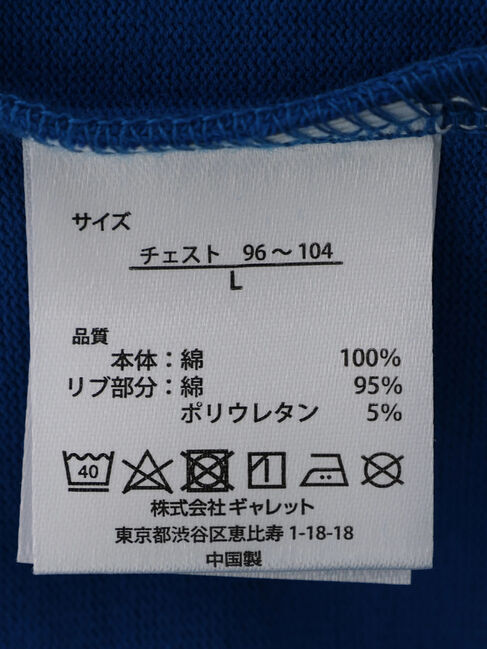 サイズ
チェスト 96～104
L
品質
本体：綿 100%
リブ部分：綿 95%
ポリウレタン 5%
40
株式会社 ギャレット
東京都渋谷区恵比寿 1-18-18
中国製